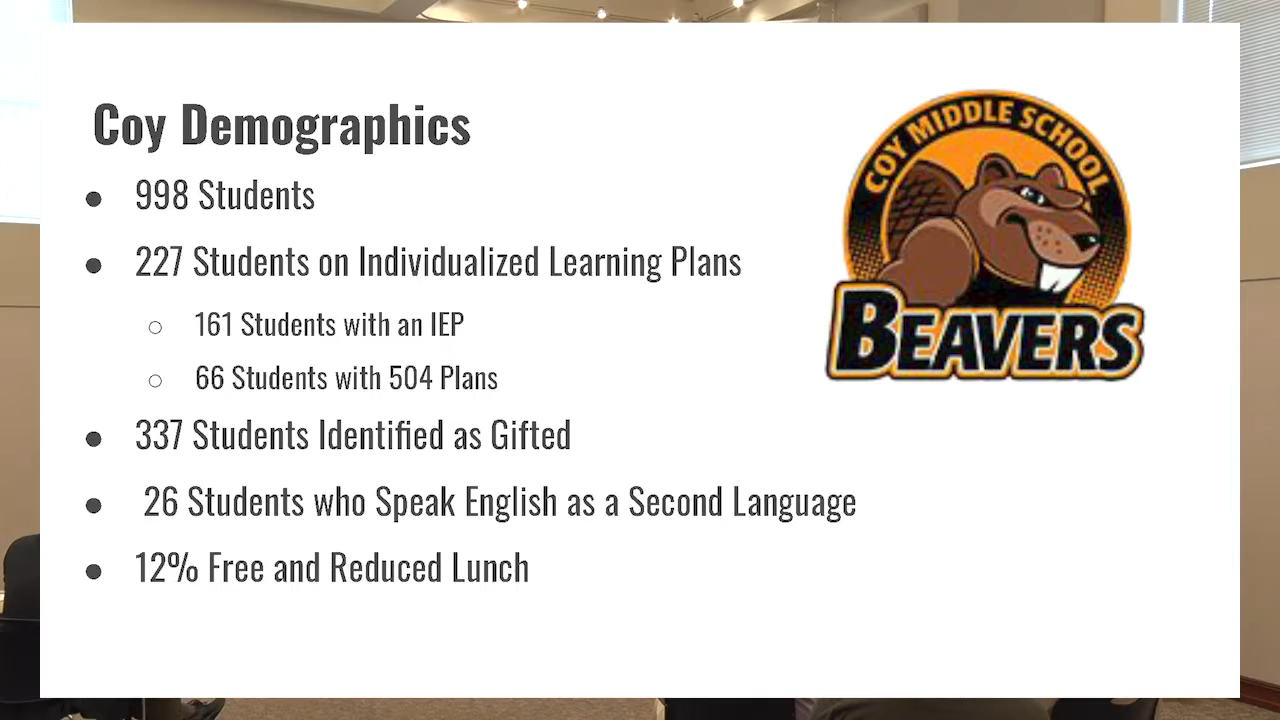 Coy Demographics
● 998 Students
● 227 Students on Individualized Learning Plans
○ 161 Students with an IEP
○ 66 Students with 504 Plans
● 337 Students Identified as Gifted
● 26 Students who Speak English as a Second Language
● 12% Free and Reduced Lunch
COY MIDDLE SCHOOL
BEAVERS